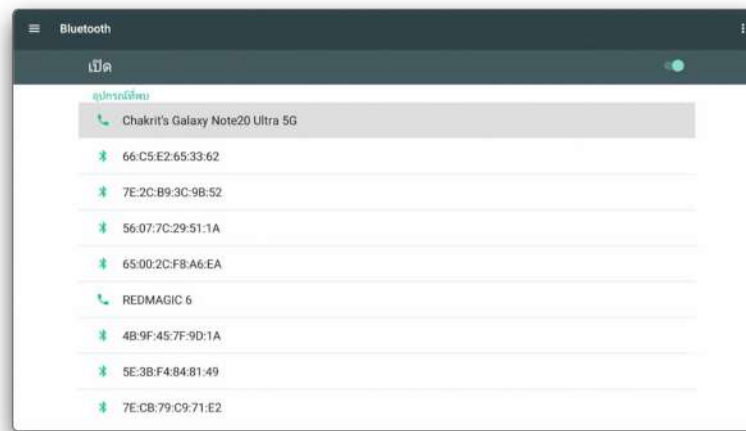 Bluetooth
เปิด
อุปกรณ์ที่พบ
Chakrit's Galaxy Note20 Ultra 5G
66:C5:E2:65:33:62
7E:2C:B9:3C:9B:52
56:07:7C:29:51:1A
65:00:2C:F8:A6:EA
REDMAGIC 6
4B:9F:45:7F:9D:1A
5E:3B:F4:84:81:49
7E:CB:79:C9:71:E2